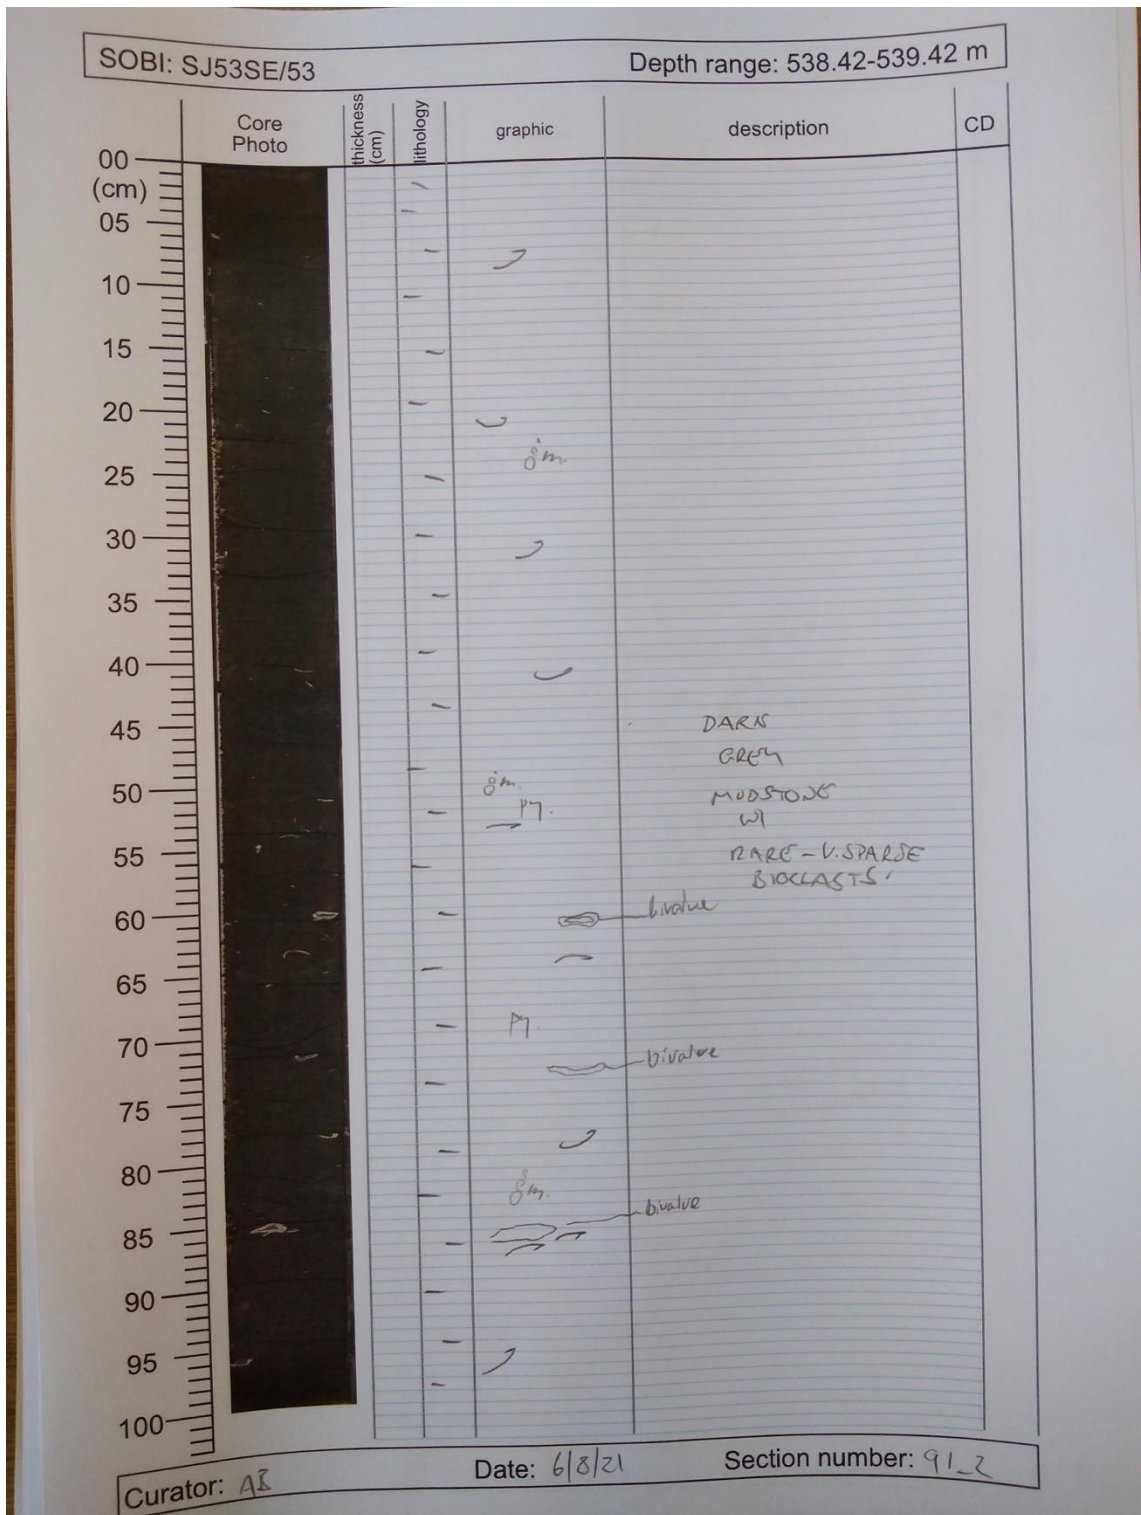 SOBI: SJ53SE/53
Depth range: 538.42-539.42 m
Core
Photo
thickness
(cm)
lithology
graphic
description
CD
00
(cm)
05
10
15
20
m.
25
30
35
40
45
DARK
GREY
50
m.
MUDSTONE
Py.
W/
55
RARE - V. SPARSE
BIOCLASTS.
60
bivalve
65
Py.
70
bivalve
75
80
m.
bivalve
85
90
95
100
Curator: AB
Date: 6/8/21
Section number: 91_2